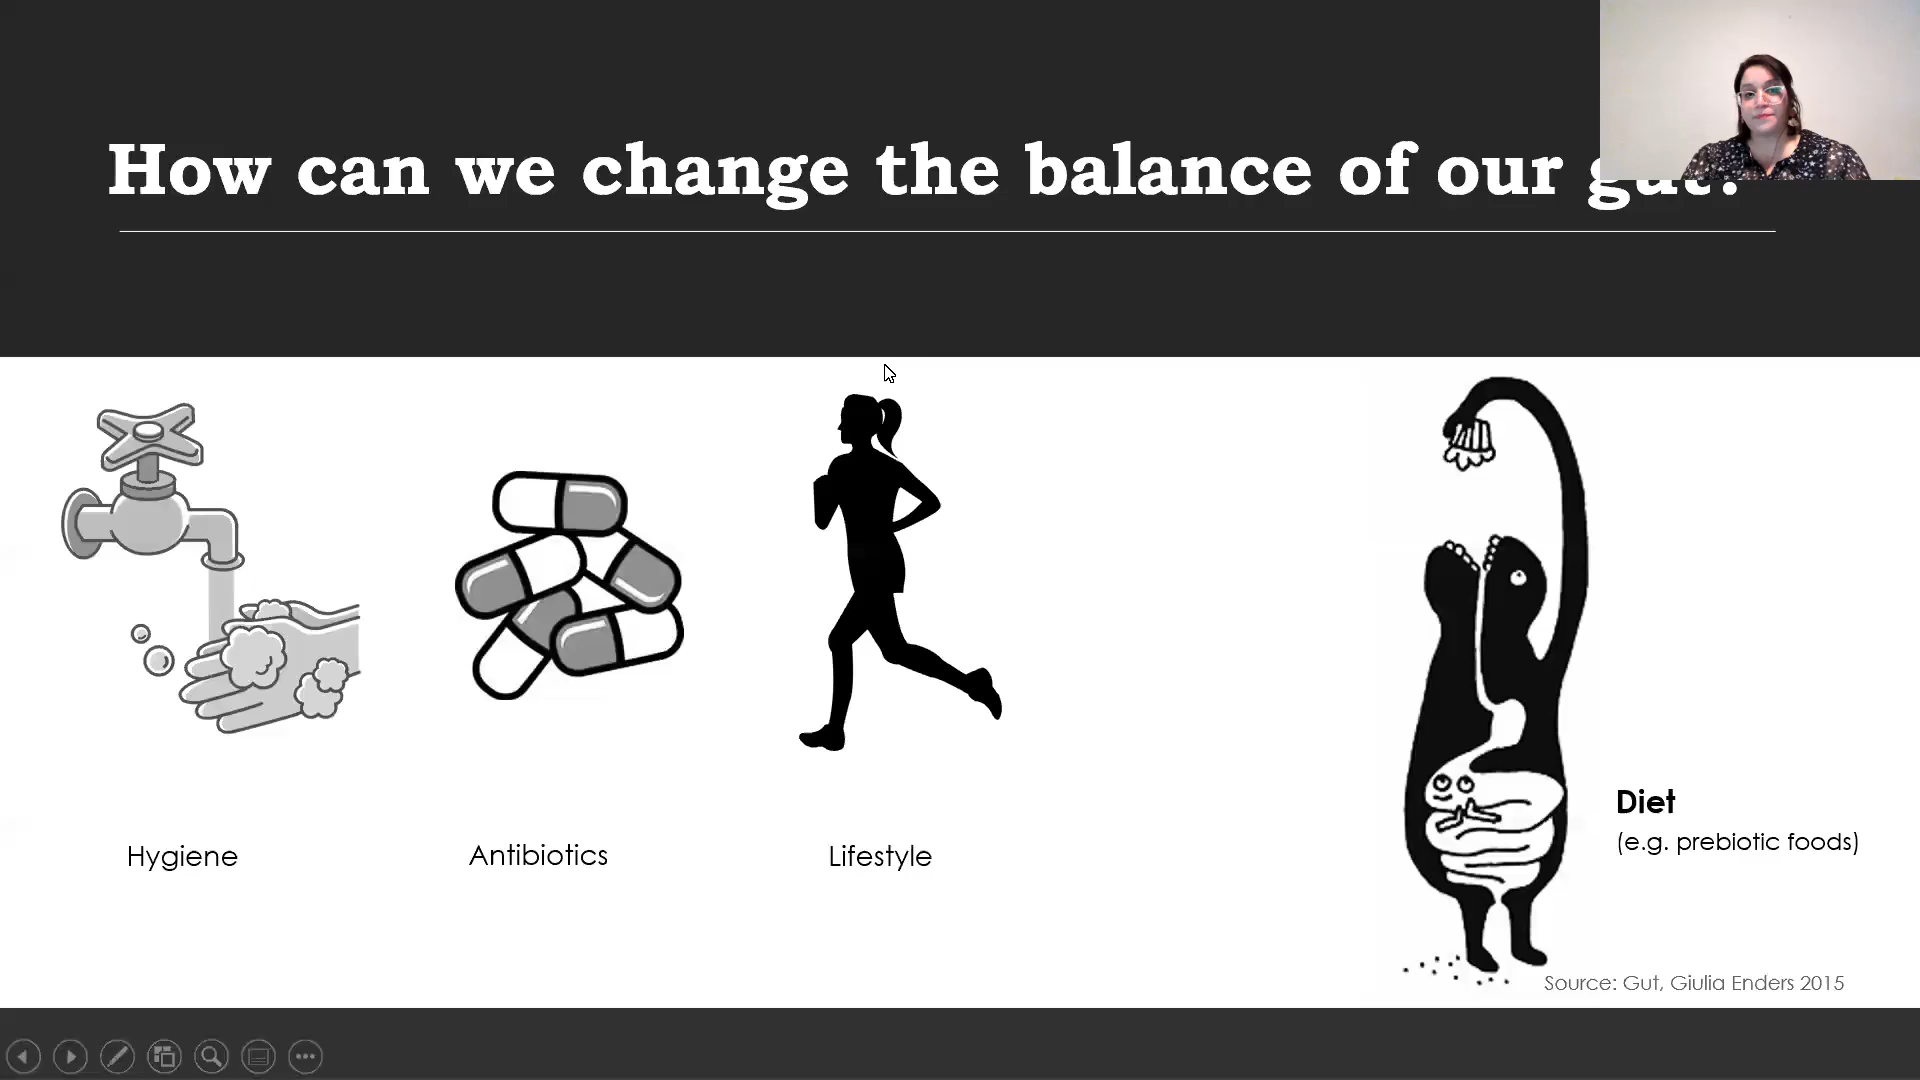 How can we change the balance of our gut?
Hygiene
Antibiotics
Lifestyle
Diet
(e.g. prebiotic foods)
Source: Gut, Giulia Enders 2015